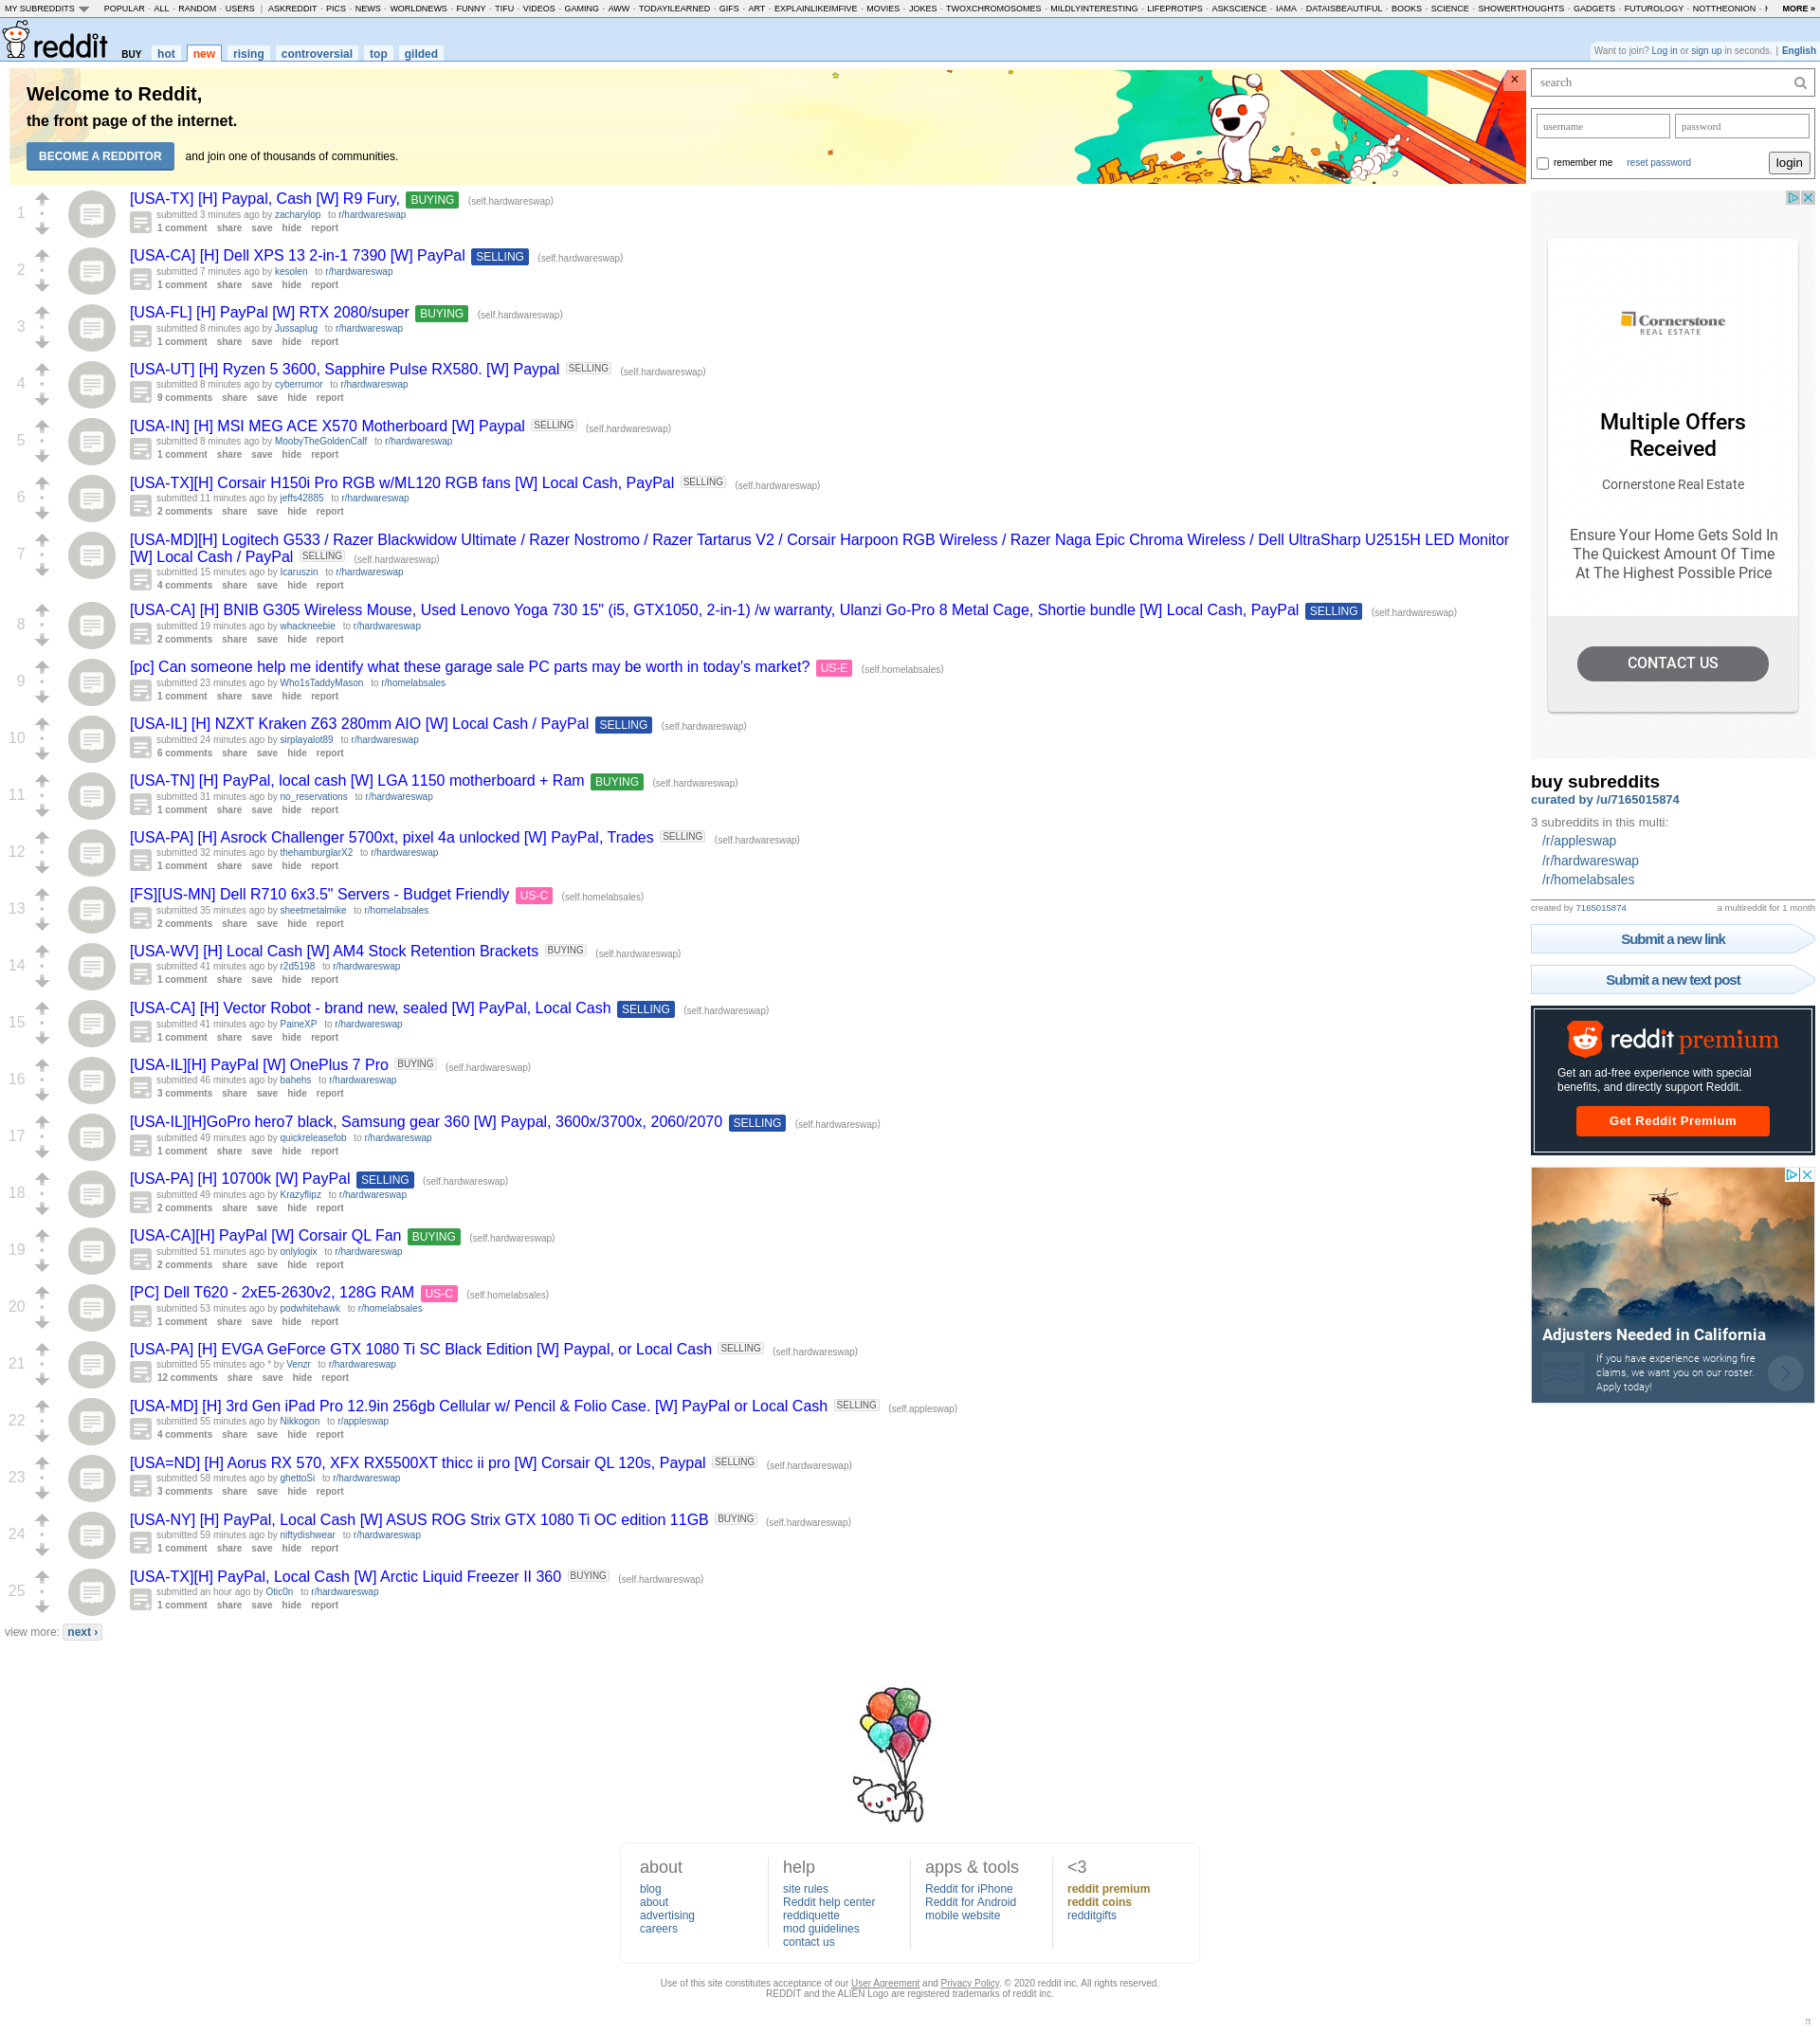 MY SUBREDDITS POPULAR - ALL - RANDOM - USERS | ASKREDDIT - PICS - NEWS - WORLDNEWS - FUNNY - TIFU - VIDEOS - GAMING - AWW - TODAYILEARNED - GIFS - ART - EXPLAINLIKEIMFIVE - MOVIES - JOKES - TWOXCHROMOSOMES - MILDLYINTERESTING - LIFEPROTIPS - ASKSCIENCE - IAMA - DATAISBEAUTIFUL - BOOKS - SCIENCE - SHOWERTHOUGHTS - GADGETS - FUTUROLOGY - NOTTHEONION - MORE »
reddit BUY hot new rising controversial top gilded
Want to join? Log in or sign up in seconds. | English
Welcome to Reddit,
the front page of the internet.
BECOME A REDDITOR and join one of thousands of communities.
×
1
[USA-TX] [H] Paypal, Cash [W] R9 Fury, BUYING (self.hardwareswap)
submitted 3 minutes ago by zacharylop to r/hardwareswap
1 comment share save hide report
2
[USA-CA] [H] Dell XPS 13 2-in-1 7390 [W] PayPal SELLING (self.hardwareswap)
submitted 7 minutes ago by kesolen to r/hardwareswap
1 comment share save hide report
3
[USA-FL] [H] PayPal [W] RTX 2080/super BUYING (self.hardwareswap)
submitted 8 minutes ago by Jussaplug to r/hardwareswap
1 comment share save hide report
4
[USA-UT] [H] Ryzen 5 3600, Sapphire Pulse RX580. [W] Paypal SELLING (self.hardwareswap)
submitted 8 minutes ago by cyberrumor to r/hardwareswap
9 comments share save hide report
5
[USA-IN] [H] MSI MEG ACE X570 Motherboard [W] Paypal SELLING (self.hardwareswap)
submitted 8 minutes ago by MoobyTheGoldenCalf to r/hardwareswap
1 comment share save hide report
6
[USA-TX][H] Corsair H150i Pro RGB w/ML120 RGB fans [W] Local Cash, PayPal SELLING (self.hardwareswap)
submitted 11 minutes ago by jeffs42885 to r/hardwareswap
2 comments share save hide report
7
[USA-MD][H] Logitech G533 / Razer Blackwidow Ultimate / Razer Nostromo / Razer Tartarus V2 / Corsair Harpoon RGB Wireless / Razer Naga Epic Chroma Wireless / Dell UltraSharp U2515H LED Monitor
[W] Local Cash / PayPal SELLING (self.hardwareswap)
submitted 15 minutes ago by Icaruszin to r/hardwareswap
4 comments share save hide report
8
[USA-CA] [H] BNIB G305 Wireless Mouse, Used Lenovo Yoga 730 15" (i5, GTX1050, 2-in-1) /w warranty, Ulanzi Go-Pro 8 Metal Cage, Shortie bundle [W] Local Cash, PayPal SELLING (self.hardwareswap)
submitted 19 minutes ago by whackneebie to r/hardwareswap
2 comments share save hide report
9
[pc] Can someone help me identify what these garage sale PC parts may be worth in today's market? US-E (self.homelabsales)
submitted 23 minutes ago by Who1sTaddyMason to r/homelabsales
1 comment share save hide report
10
[USA-IL] [H] NZXT Kraken Z63 280mm AIO [W] Local Cash / PayPal SELLING (self.hardwareswap)
submitted 24 minutes ago by sirplayalot89 to r/hardwareswap
6 comments share save hide report
11
[USA-TN] [H] PayPal, local cash [W] LGA 1150 motherboard + Ram BUYING (self.hardwareswap)
submitted 31 minutes ago by no_reservations to r/hardwareswap
1 comment share save hide report
12
[USA-PA] [H] Asrock Challenger 5700xt, pixel 4a unlocked [W] PayPal, Trades SELLING (self.hardwareswap)
submitted 32 minutes ago by thehamburglarX2 to r/hardwareswap
1 comment share save hide report
13
[FS][US-MN] Dell R710 6x3.5" Servers - Budget Friendly US-C (self.homelabsales)
submitted 35 minutes ago by sheetmetalmike to r/homelabsales
2 comments share save hide report
14
[USA-WV] [H] Local Cash [W] AM4 Stock Retention Brackets BUYING (self.hardwareswap)
submitted 41 minutes ago by r2d5198 to r/hardwareswap
1 comment share save hide report
15
[USA-CA] [H] Vector Robot - brand new, sealed [W] PayPal, Local Cash SELLING (self.hardwareswap)
submitted 41 minutes ago by PaineXP to r/hardwareswap
1 comment share save hide report
16
[USA-IL][H] PayPal [W] OnePlus 7 Pro BUYING (self.hardwareswap)
submitted 46 minutes ago by bahehs to r/hardwareswap
3 comments share save hide report
17
[USA-IL][H]GoPro hero7 black, Samsung gear 360 [W] Paypal, 3600x/3700x, 2060/2070 SELLING (self.hardwareswap)
submitted 49 minutes ago by quickreleasefob to r/hardwareswap
1 comment share save hide report
18
[USA-PA] [H] 10700k [W] PayPal SELLING (self.hardwareswap)
submitted 49 minutes ago by Krazyflipz to r/hardwareswap
2 comments share save hide report
19
[USA-CA][H] PayPal [W] Corsair QL Fan BUYING (self.hardwareswap)
submitted 51 minutes ago by onlylogix to r/hardwareswap
2 comments share save hide report
20
[PC] Dell T620 - 2xE5-2630v2, 128G RAM US-C (self.homelabsales)
submitted 53 minutes ago by podwhitehawk to r/homelabsales
1 comment share save hide report
21
[USA-PA] [H] EVGA GeForce GTX 1080 Ti SC Black Edition [W] Paypal, or Local Cash SELLING (self.hardwareswap)
submitted 55 minutes ago * by Venzr to r/hardwareswap
12 comments share save hide report
22
[USA-MD] [H] 3rd Gen iPad Pro 12.9in 256gb Cellular w/ Pencil & Folio Case. [W] PayPal or Local Cash SELLING (self.appleswap)
submitted 55 minutes ago by Nikkogon to r/appleswap
4 comments share save hide report
23
[USA=ND] [H] Aorus RX 570, XFX RX5500XT thicc ii pro [W] Corsair QL 120s, Paypal SELLING (self.hardwareswap)
submitted 58 minutes ago by ghettoSi to r/hardwareswap
3 comments share save hide report
24
[USA-NY] [H] PayPal, Local Cash [W] ASUS ROG Strix GTX 1080 Ti OC edition 11GB BUYING (self.hardwareswap)
submitted 59 minutes ago by niftydishwear to r/hardwareswap
1 comment share save hide report
25
[USA-TX][H] PayPal, Local Cash [W] Arctic Liquid Freezer II 360 BUYING (self.hardwareswap)
submitted an hour ago by Otic0n to r/hardwareswap
1 comment share save hide report
view more: next ›
search
username password
remember me reset password login
Cornerstone
REAL ESTATE
Multiple Offers
Received
Cornerstone Real Estate
Ensure Your Home Gets Sold In
The Quickest Amount Of Time
At The Highest Possible Price
CONTACT US
buy subreddits
curated by /u/7165015874
3 subreddits in this multi:
/r/appleswap
/r/hardwareswap
/r/homelabsales
created by 7165015874 a multireddit for 1 month
Submit a new link
Submit a new text post
reddit premium
Get an ad-free experience with special
benefits, and directly support Reddit.
Get Reddit Premium
Adjusters Needed in California
If you have experience working fire
claims, we want you on our roster.
Apply today!
about
blog
about
advertising
careers
help
site rules
Reddit help center
reddiquette
mod guidelines
contact us
apps & tools
Reddit for iPhone
Reddit for Android
mobile website
<3
reddit premium
reddit coins
redditgifts
Use of this site constitutes acceptance of our User Agreement and Privacy Policy. © 2020 reddit inc. All rights reserved.
REDDIT and the ALIEN Logo are registered trademarks of reddit inc.
π